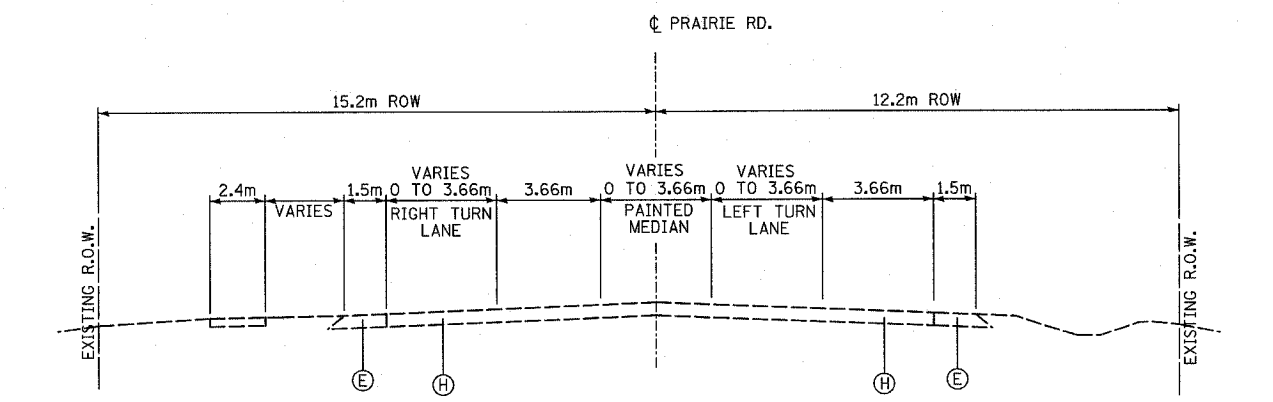 ℄ PRAIRIE RD.
15.2m ROW
12.2m ROW
2.4m
VARIES
1.5m
VARIES
0 TO 3.66m
RIGHT TURN
LANE
3.66m
VARIES
0 TO 3.66m
PAINTED
MEDIAN
VARIES
0 TO 3.66m
LEFT TURN
LANE
3.66m
1.5m
EXISTING R.O.W.
EXISTING R.O.W.
E
H
H
E